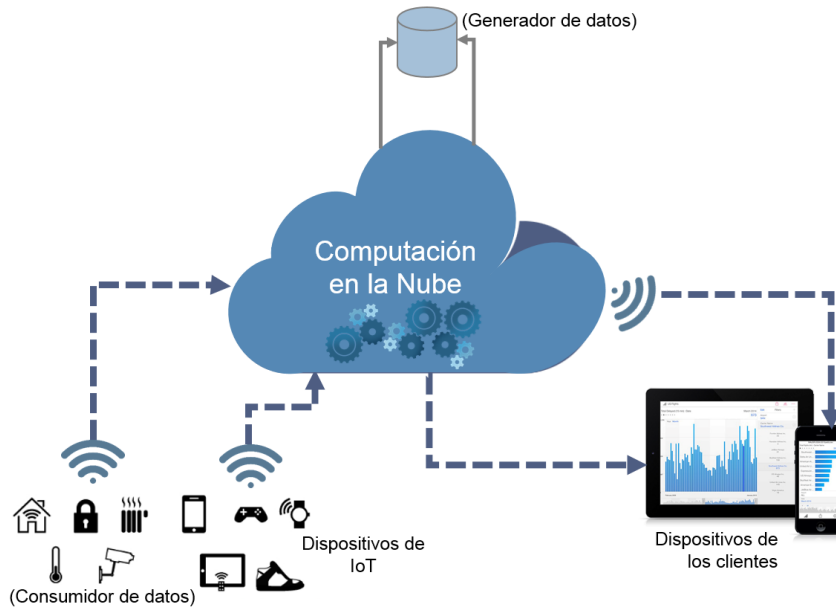 (Generador de datos)
Computación
en la Nube
Dispositivos de
IoT
(Consumidor de datos)
Dispositivos de
los clientes